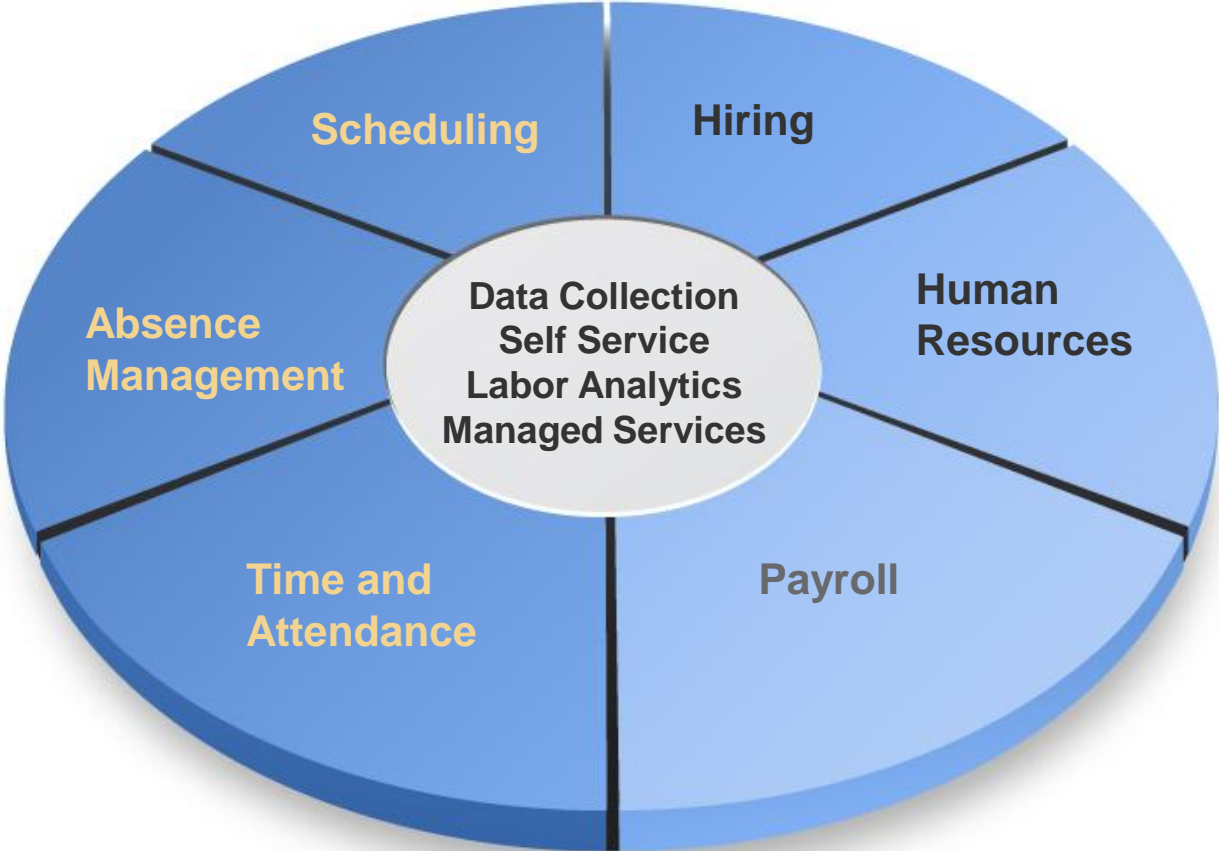 Scheduling
Hiring
Absence
Management
Data Collection
Self Service
Labor Analytics
Managed Services
Human
Resources
Time and
Attendance
Payroll